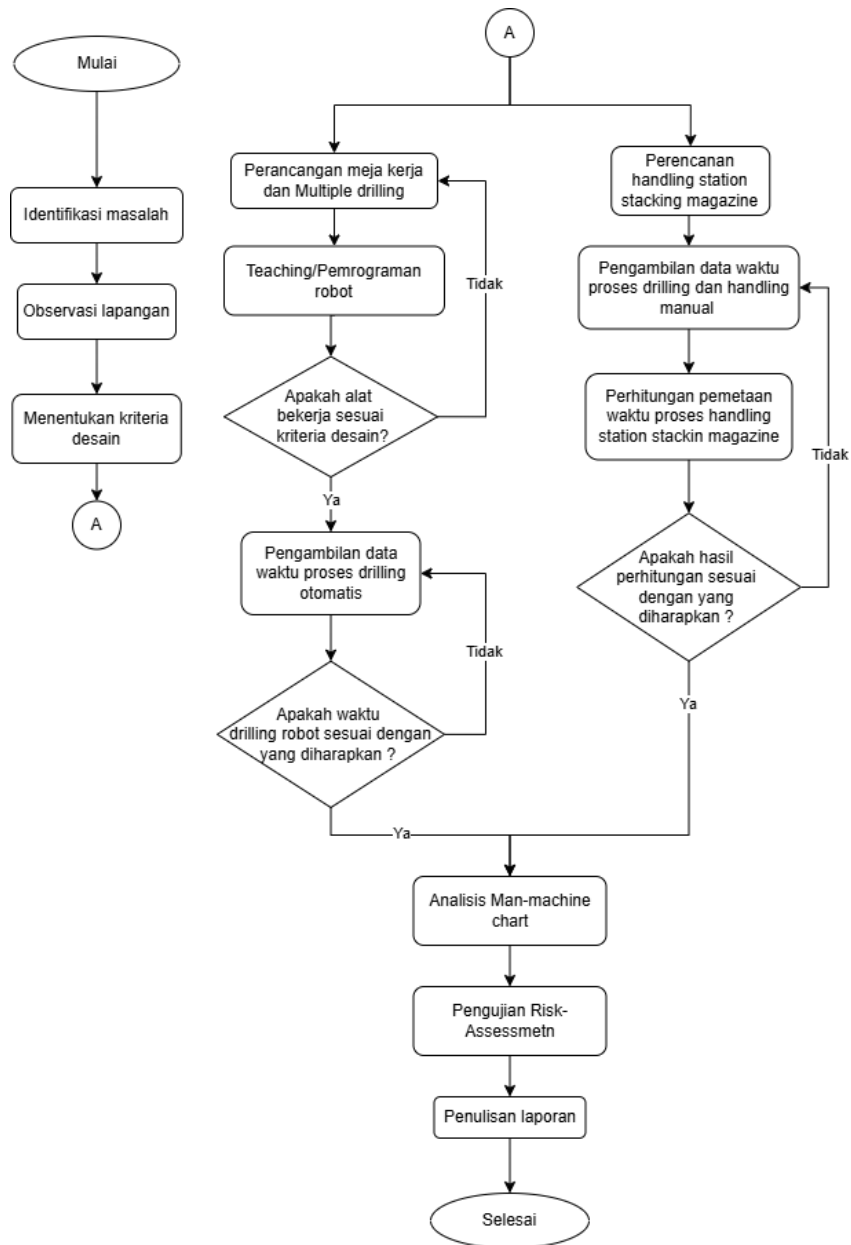 Mulai
Identifikasi masalah
Observasi lapangan
Menentukan kriteria
desain
A
A
Perancangan meja kerja
dan Multiple drilling
Teaching/Pemrograman
robot
Tidak
Apakah alat
bekerja sesuai
kriteria desain?
Ya
Pengambilan data
waktu proses drilling
otomatis
Tidak
Apakah waktu
drilling robot sesuai dengan
yang diharapkan ?
Ya
Perencanan
handling station
stacking magazine
Pengambilan data waktu
proses drilling dan handling
manual
Perhitungan pemetaan
waktu proses handling
station stackin magazine
Tidak
Apakah hasil
perhitungan sesuai
dengan yang
diharapkan ?
Ya
Analisis Man-machine
chart
Pengujian Risk-
Assessmetn
Penulisan laporan
Selesai